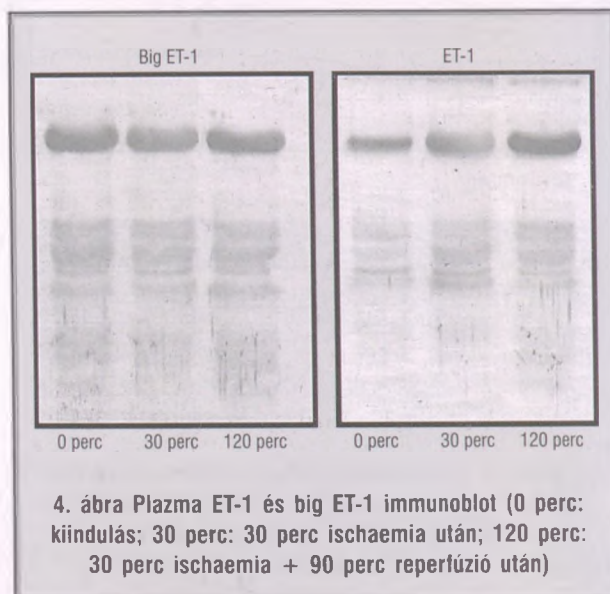 Big ET-1 ET-1
0 perc 30 perc 120 perc 0 perc 30 perc 120 perc
4. ábra Plazma ET-1 és big ET-1 immunoblot (0 perc:
kiindulás; 30 perc: 30 perc ischaemia után; 120 perc:
30 perc ischaemia + 90 perc reperfúzió után)